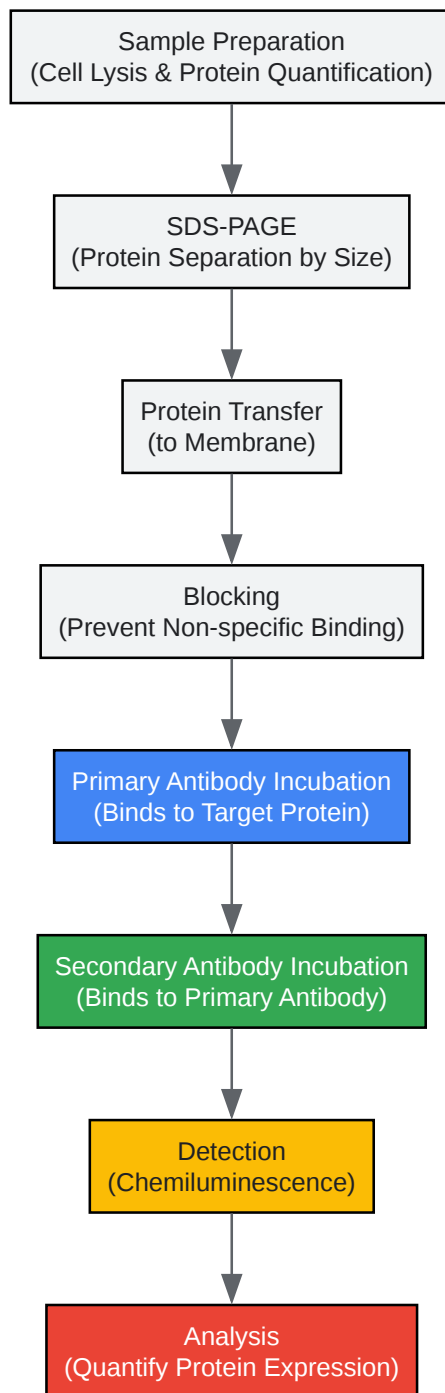 Sample Preparation
(Cell Lysis & Protein Quantification)
SDS-PAGE
(Protein Separation by Size)
Protein Transfer
(to Membrane)
Blocking
(Prevent Non-specific Binding)
Primary Antibody Incubation
(Binds to Target Protein)
Secondary Antibody Incubation
(Binds to Primary Antibody)
Detection
(Chemiluminescence)
Analysis
(Quantify Protein Expression)